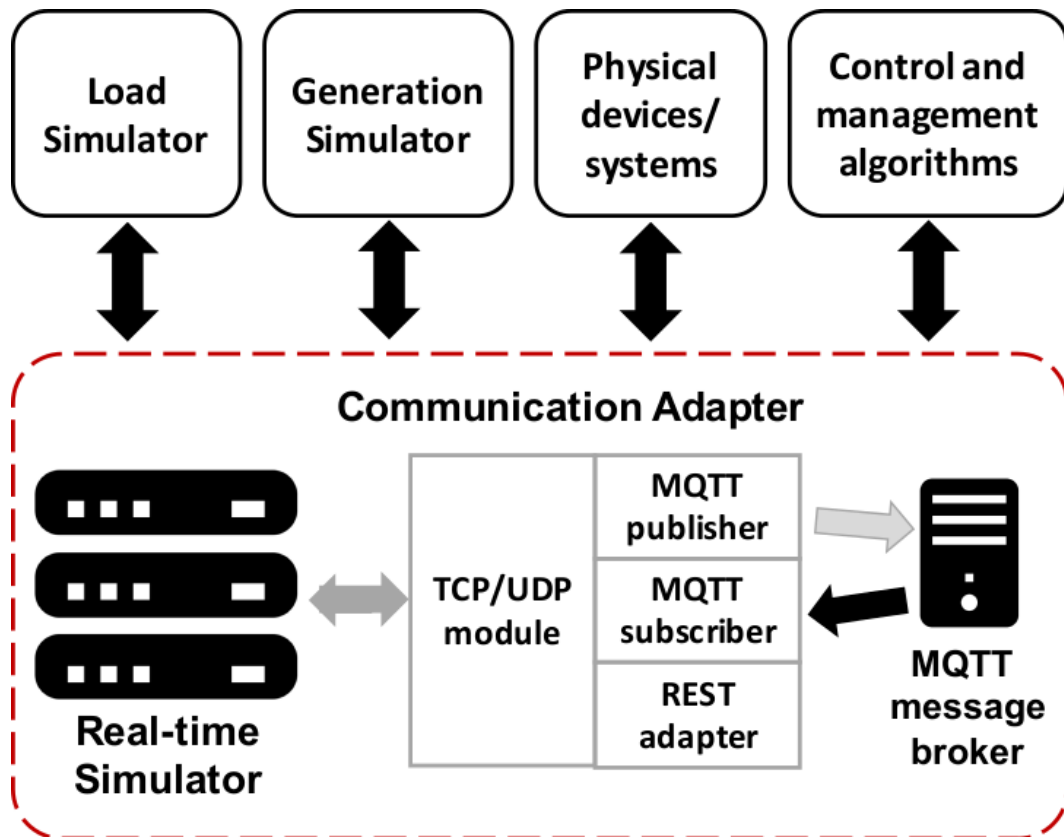 Load
Simulator
Generation
Simulator
Physical
devices/
systems
Control and
management
algorithms
Communication Adapter
Real-time
Simulator
TCP/UDP
module
MQTT
publisher
MQTT
subscriber
REST
adapter
MQTT
message
broker